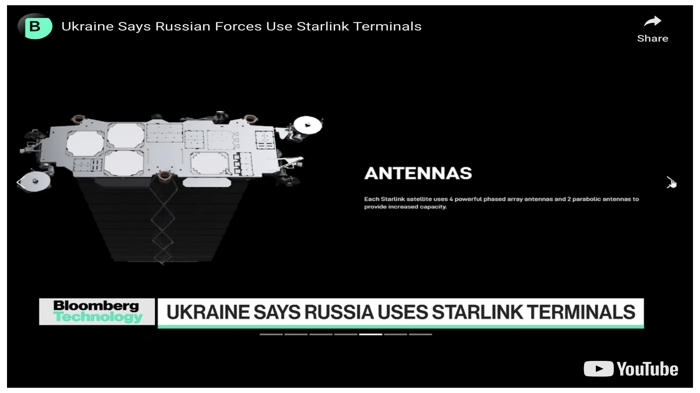 B
Ukraine Says Russian Forces Use Starlink Terminals
Share
ANTENNAS
Each Starlink satellite uses 4 powerful phased array antennas and 2 parabolic antennas to
provide increased capacity.
Bloomberg
Technology
UKRAINE SAYS RUSSIA USES STARLINK TERMINALS
YouTube